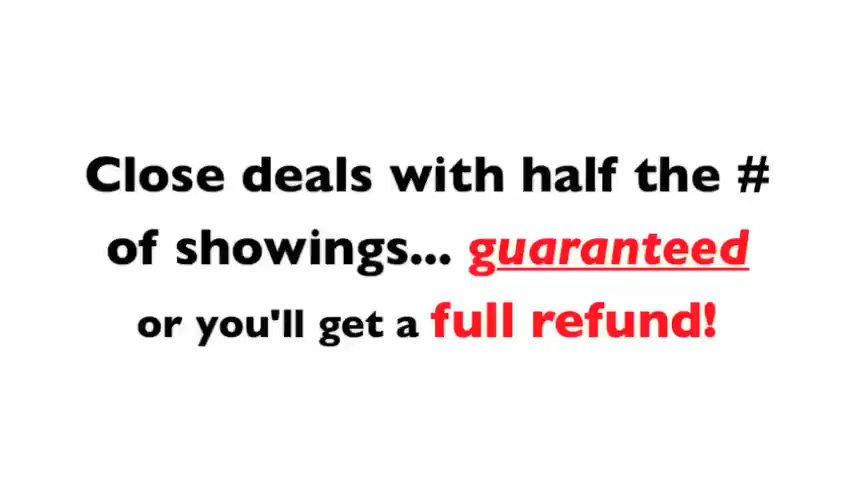 Close deals with half the #
of showings... guaranteed
or you'll get a full refund!